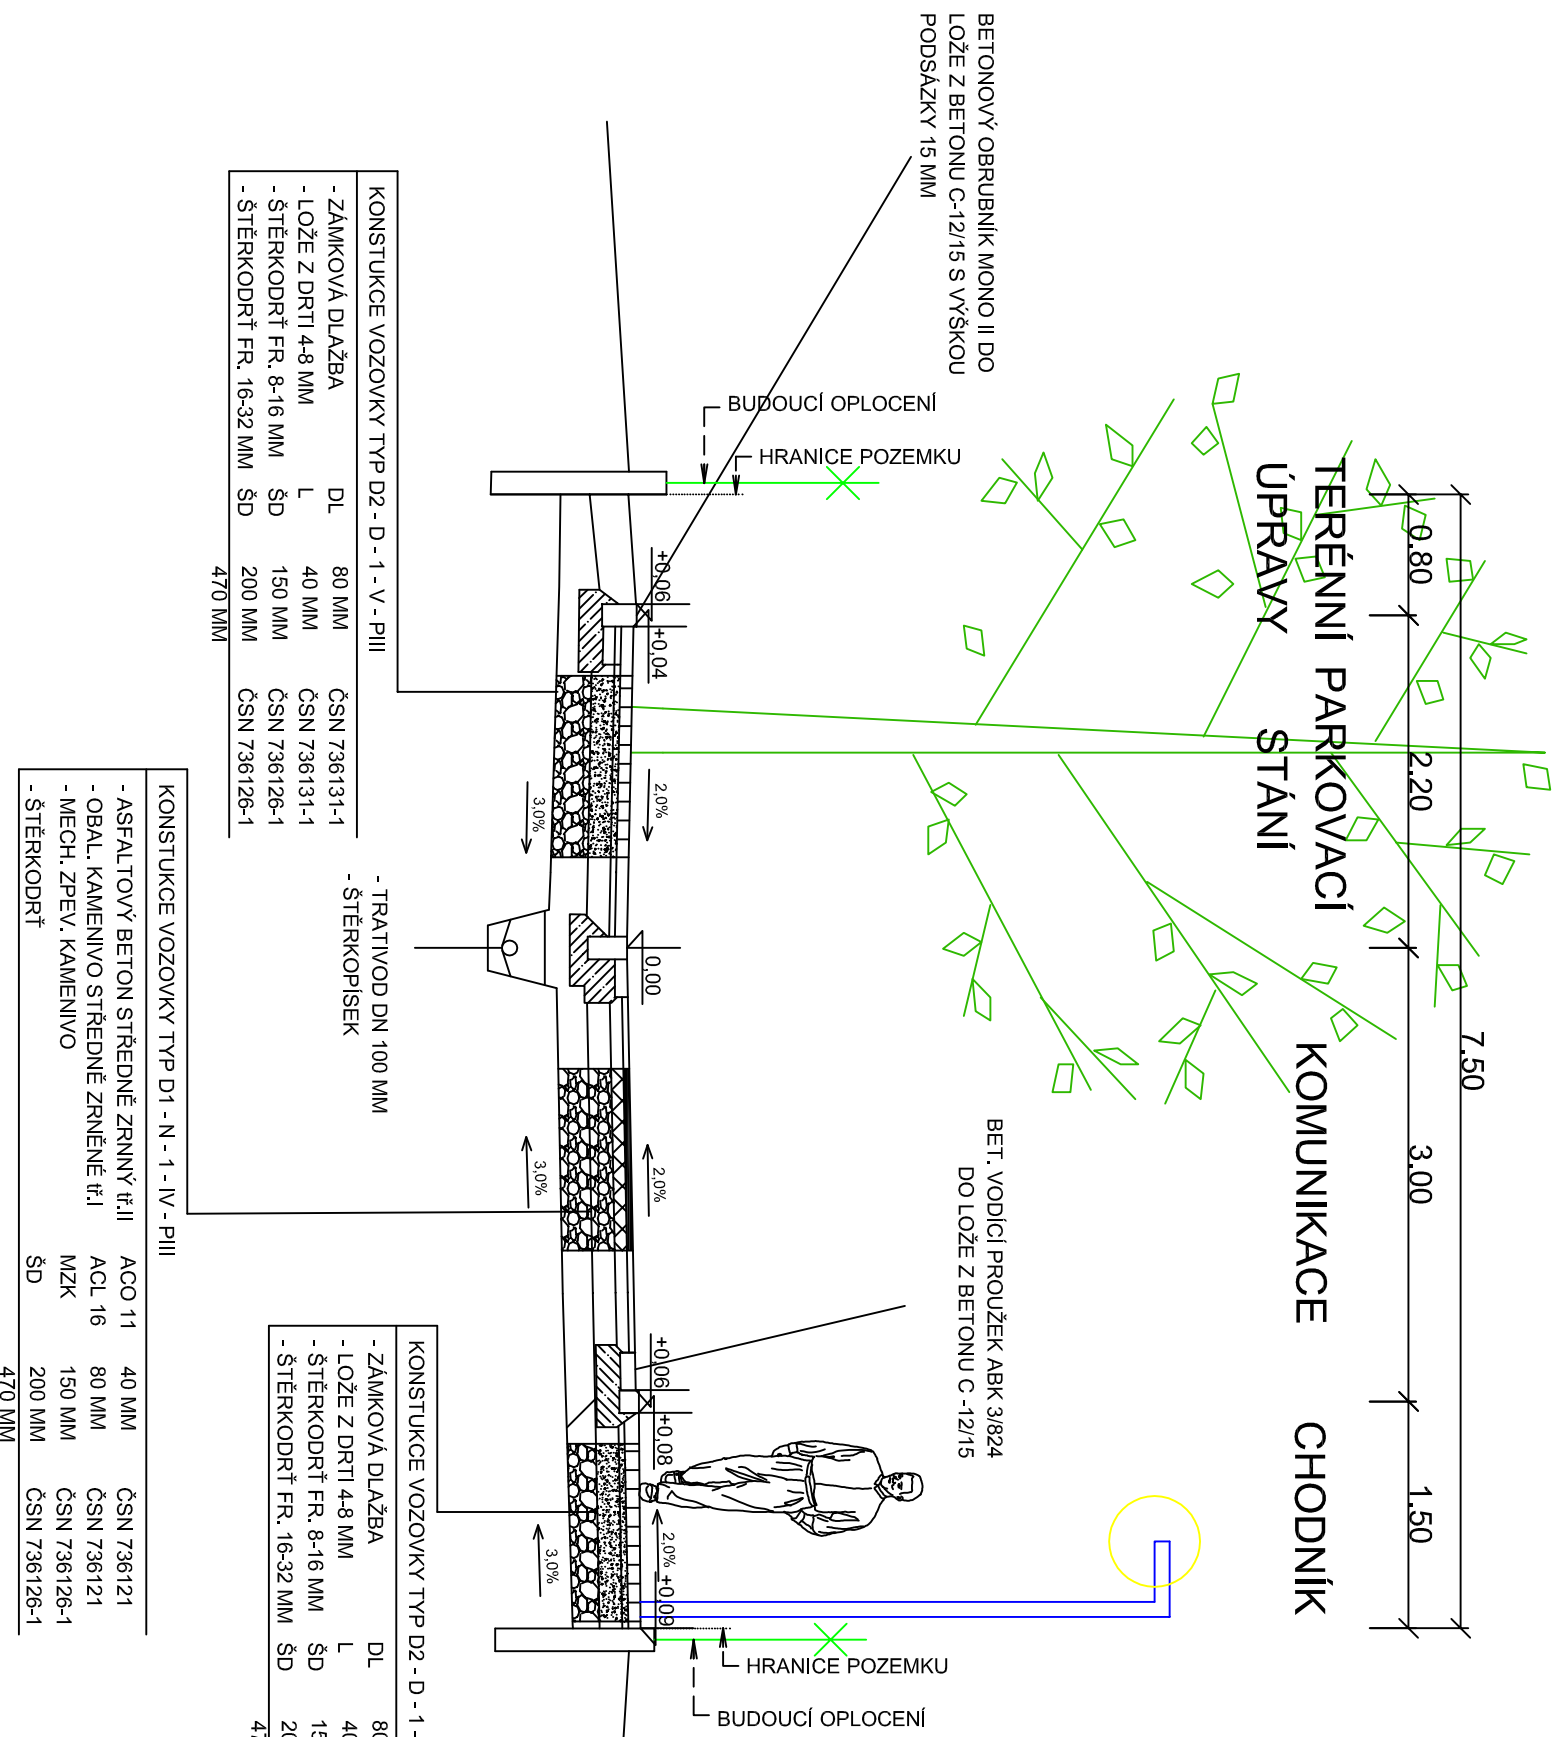 7.50
0.80
2.20
3.00
1.50
TERÉNNÍ PARKOVACÍ
ÚPRAVY STÁNÍ
KOMUNIKACE
CHODNÍK
BETONOVÝ OBRUBNÍK MONO II DO
LOŽE Z BETONU C-12/15 S VÝŠKOU
PODSÁZKY 15 MM
BUDOUCÍ OPLOCENÍ
HRANICE POZEMKU
BET. VODÍCÍ PROUŽEK ABK 3/824
DO LOŽE Z BETONU C -12/15
+0,06
+0,04
2,0%
3,0%
0,00
2,0%
3,0%
+0,06
+0,08
2,0%
+0,09
3,0%
HRANICE POZEMKU
BUDOUCÍ OPLOCENÍ
KONSTUKCE VOZOVKY TYP D2 - D - 1 - V - PIII
- ZÁMKOVÁ DLAŽBA DL 80 MM ČSN 736131-1
- LOŽE Z DRTI 4-8 MM L 40 MM ČSN 736131-1
- ŠTĚRKODRŤ FR. 8-16 MM ŠD 150 MM ČSN 736126-1
- ŠTĚRKODRŤ FR. 16-32 MM ŠD 200 MM ČSN 736126-1
470 MM
- TRATIVOD DN 100 MM
- ŠTĚRKOPÍSEK
KONSTUKCE VOZOVKY TYP D1 - N - 1 - IV - PIII
- ASFALTOVÝ BETON STŘEDNĚ ZRNNÝ tř.II ACO 11 40 MM ČSN 736121
- OBAL. KAMENIVO STŘEDNĚ ZRNĚNÉ tř.I ACL 16 80 MM ČSN 736121
- MECH. ZPEV. KAMENIVO MZK 150 MM ČSN 736126-1
- ŠTĚRKODRŤ ŠD 200 MM ČSN 736126-1
470 MM
KONSTUKCE VOZOVKY TYP D2 - D - 1 -
- ZÁMKOVÁ DLAŽBA DL
- LOŽE Z DRTI 4-8 MM L
- ŠTĚRKODRŤ FR. 8-16 MM ŠD
- ŠTĚRKODRŤ FR. 16-32 MM ŠD